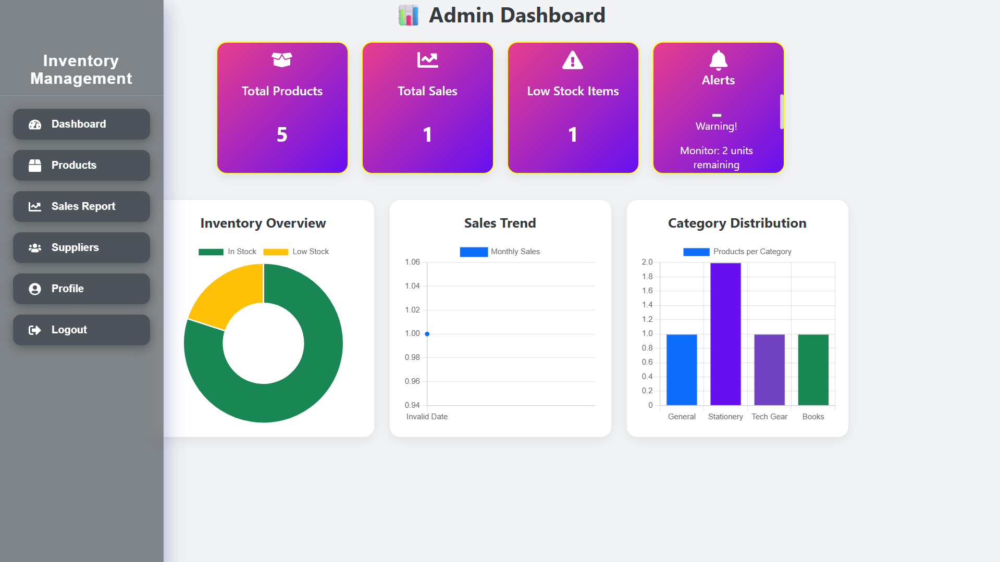 Admin Dashboard
Inventory
Management
Dashboard
Products
Sales Report
Suppliers
Profile
Logout
Total Products
5
Total Sales
1
Low Stock Items
1
Alerts
Warning!
Monitor: 2 units
remaining
Inventory Overview
In Stock Low Stock
Sales Trend
Monthly Sales
1.06
1.04
1.02
1.00
0.98
0.96
0.94
Invalid Date
Category Distribution
Products per Category
2.0
1.8
1.6
1.4
1.2
1.0
0.8
0.6
0.4
0.2
0
General Stationery Tech Gear Books